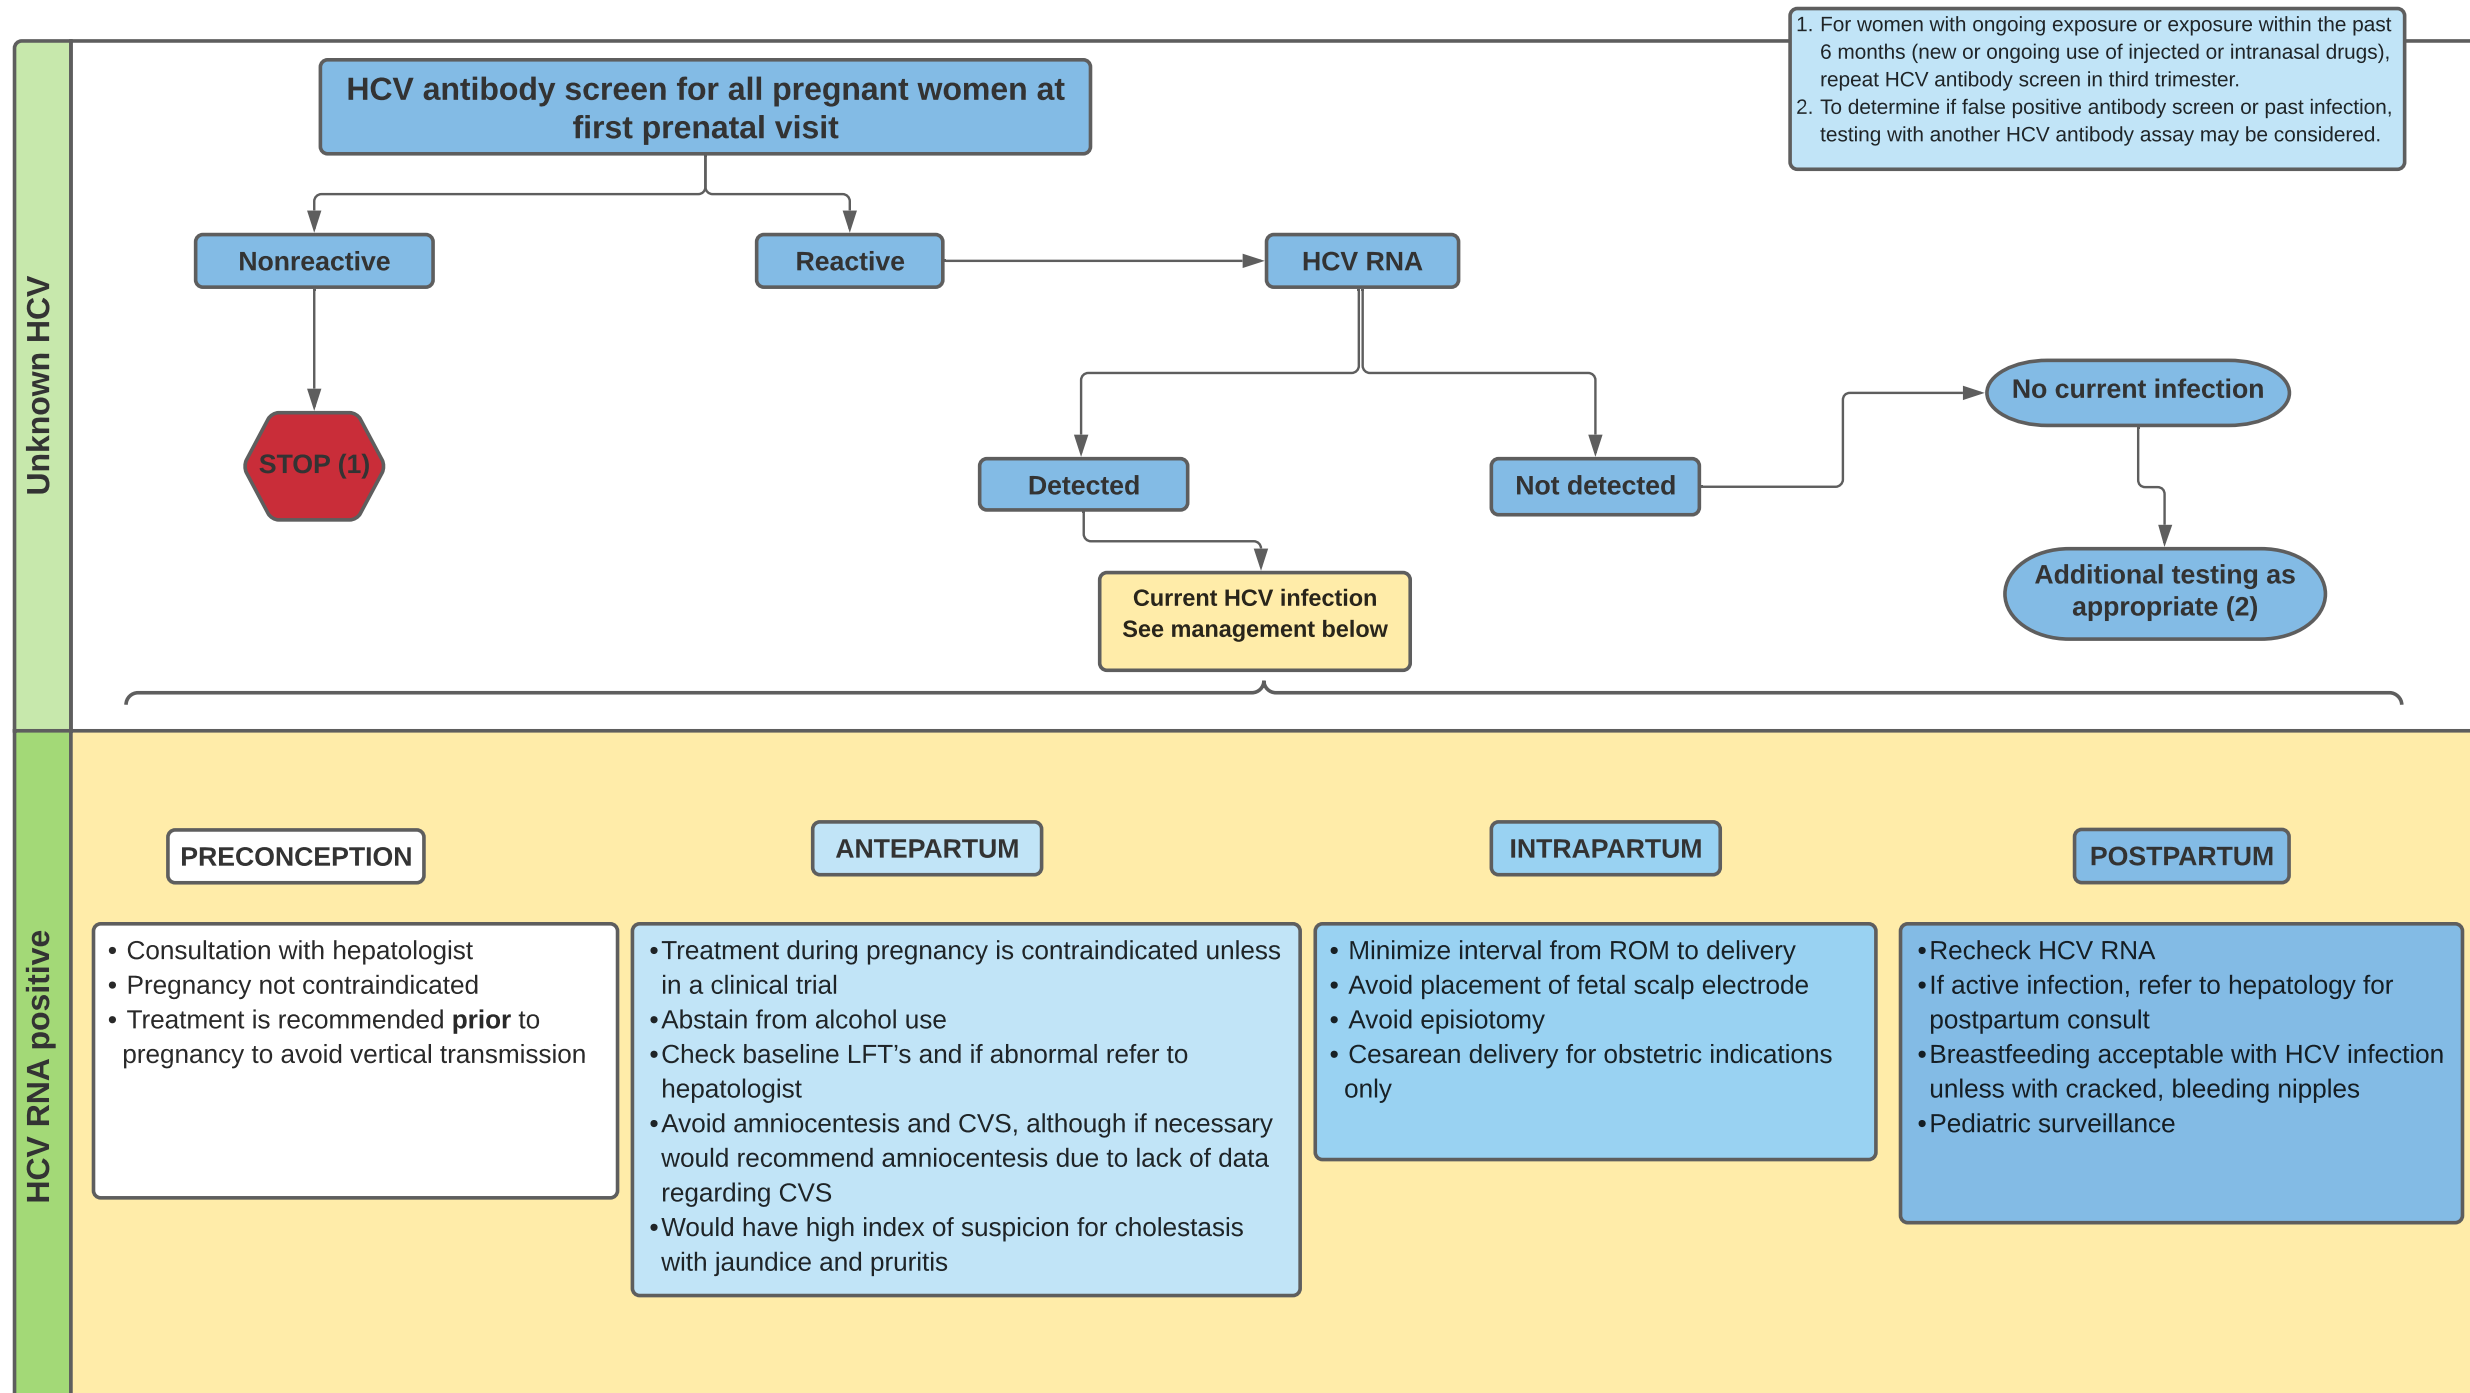 1. For women with ongoing exposure or exposure within the past
6 months (new or ongoing use of injected or intranasal drugs),
repeat HCV antibody screen in third trimester.
2. To determine if false positive antibody screen or past infection,
testing with another HCV antibody assay may be considered.
Unknown HCV
HCV antibody screen for all pregnant women at
first prenatal visit
Nonreactive
Reactive
HCV RNA
STOP (1)
Detected
Not detected
No current infection
Additional testing as
appropriate (2)
Current HCV infection
See management below
HCV RNA positive
PRECONCEPTION
• Consultation with hepatologist
• Pregnancy not contraindicated
• Treatment is recommended prior to
pregnancy to avoid vertical transmission
ANTEPARTUM
•Treatment during pregnancy is contraindicated unless
in a clinical trial
•Abstain from alcohol use
•Check baseline LFT’s and if abnormal refer to
hepatologist
•Avoid amniocentesis and CVS, although if necessary
would recommend amniocentesis due to lack of data
regarding CVS
•Would have high index of suspicion for cholestasis
with jaundice and pruritis
INTRAPARTUM
• Minimize interval from ROM to delivery
• Avoid placement of fetal scalp electrode
• Avoid episiotomy
• Cesarean delivery for obstetric indications
only
POSTPARTUM
•Recheck HCV RNA
•If active infection, refer to hepatology for
postpartum consult
•Breastfeeding acceptable with HCV infection
unless with cracked, bleeding nipples
•Pediatric surveillance